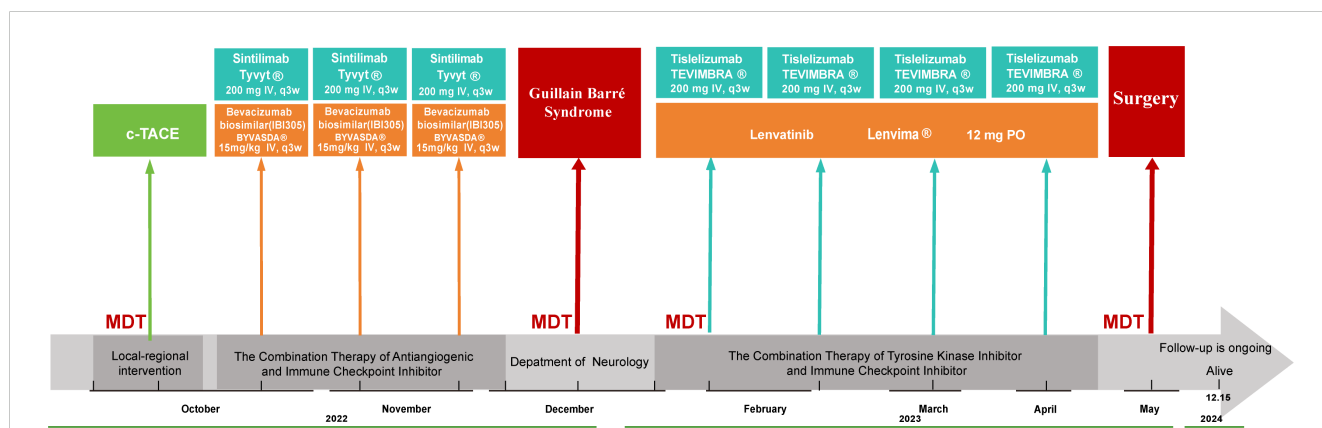 Sintilimab
Tyvyt ®
200 mg IV, q3w
Sintilimab
Tyvyt ®
200 mg IV, q3w
Sintilimab
Tyvyt ®
200 mg IV, q3w
Tislelizumab
TEVIMBRA ®
200 mg IV, q3w
Tislelizumab
TEVIMBRA ®
200 mg IV, q3w
Tislelizumab
TEVIMBRA ®
200 mg IV, q3w
Tislelizumab
TEVIMBRA ®
200 mg IV, q3w
c-TACE
Bevacizumab
biosimilar(IBI305)
BYVASDA®
15mg/kg IV, q3w
Bevacizumab
biosimilar(IBI305)
BYVASDA®
15mg/kg IV, q3w
Bevacizumab
biosimilar(IBI305)
BYVASDA®
15mg/kg IV, q3w
Guillain Barré
Syndrome
Lenvatinib Lenvima ® 12 mg PO
Surgery
MDT
MDT
MDT
MDT
Local-regional
intervention
The Combination Therapy of Antiangiogenic
and Immune Checkpoint Inhibitor
Depatment of Neurology
The Combination Therapy of Tyrosine Kinase Inhibitor
and Immune Checkpoint Inhibitor
Follow-up is ongoing
Alive
12.15
October
November
December
February
March
April
May
2022
2023
2024